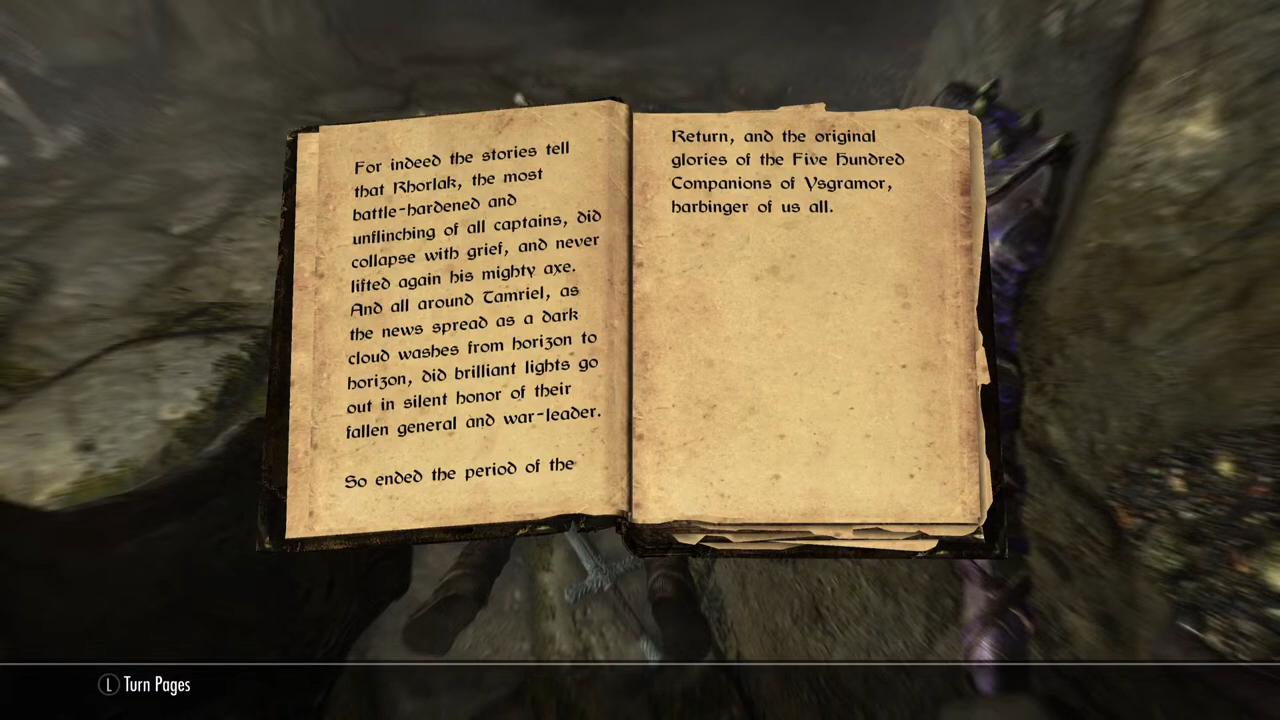 For indeed the stories tell
that Rhorlak, the most
battle-hardened and
unflinching of all captains, did
collapse with grief, and never
lifted again his mighty axe.
And all around Tamriel, as
the news spread as a dark
cloud washes from horizon to
horizon, did brilliant lights go
out in silent honor of their
fallen general and war-leader.
So ended the period of the
Return, and the original
glories of the Five Hundred
Companions of Ysgramor,
harbinger of us all.
L Turn Pages